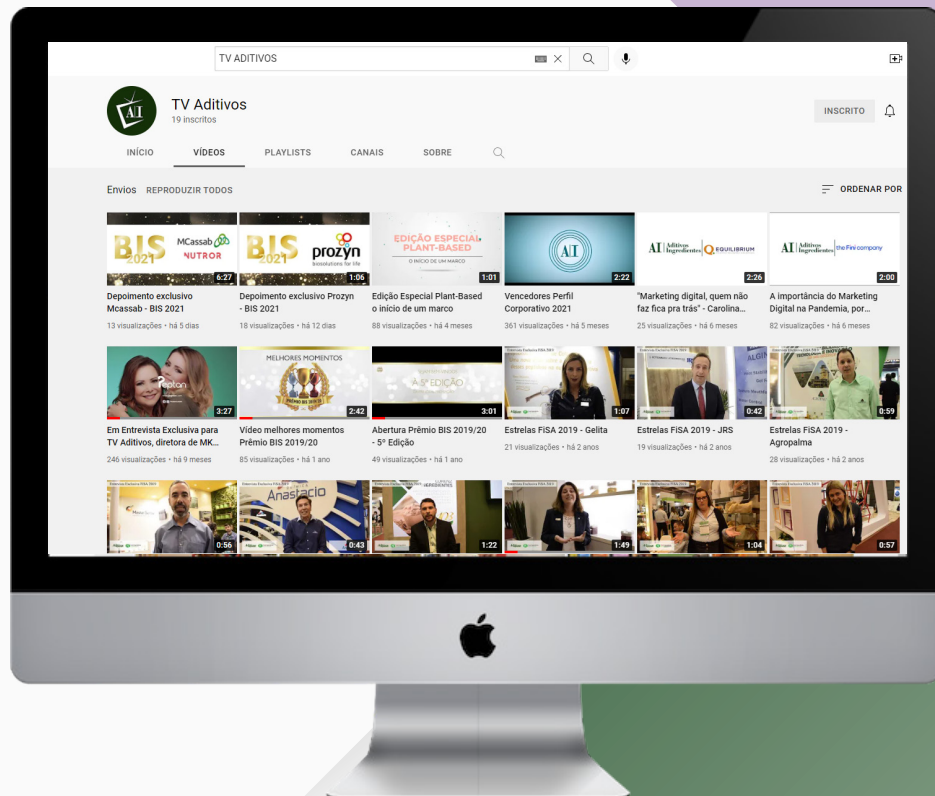 TV ADITIVOS
AI
TV Aditivos
19 inscritos
INSCRITO
INÍCIO VÍDEOS PLAYLISTS CANAIS SOBRE
Envios REPRODUZIR TODOS ORDENAR POR
BIS 2021 MCassab NUTROR 6:27
BIS 2021 prozyn biosolutions for life 1:06
EDIÇÃO ESPECIAL PLANT-BASED O INÍCIO DE UM MARCO 1:01
AI 2:22
AI Aditivos Ingredientes EQUILIBRIUM 2:26
AI Aditivos Ingredientes the Fini company 2:00
Depoimento exclusivo Mcassab - BIS 2021
13 visualizações • há 5 dias
Depoimento exclusivo Prozyn - BIS 2021
18 visualizações • há 12 dias
Edição Especial Plant-Based o início de um marco
88 visualizações • há 4 meses
Vencedores Perfil Corporativo 2021
361 visualizações • há 5 meses
"Marketing digital, quem não faz fica pra trás" - Carolina...
25 visualizações • há 6 meses
A importância do Marketing Digital na Pandemia, por...
82 visualizações • há 6 meses
Peptan 3:27
MELHORES MOMENTOS PRÊMIO BIS 2019/20 2:42
A 5ª EDIÇÃO 3:01
1:07
0:42
0:59
Em Entrevista Exclusiva para TV Aditivos, diretora de MK...
246 visualizações • há 9 meses
Vídeo melhores momentos Prêmio BIS 2019/20
85 visualizações • há 1 ano
Abertura Prêmio BIS 2019/20 - 5º Edição
49 visualizações • há 1 ano
Estrelas FiSA 2019 - Gelita
21 visualizações • há 2 anos
Estrelas FiSA 2019 - JRS
19 visualizações • há 2 anos
Estrelas FiSA 2019 - Agropalma
28 visualizações • há 2 anos
0:56
Anastacio 0:43
1:22
1:49
1:04
0:57